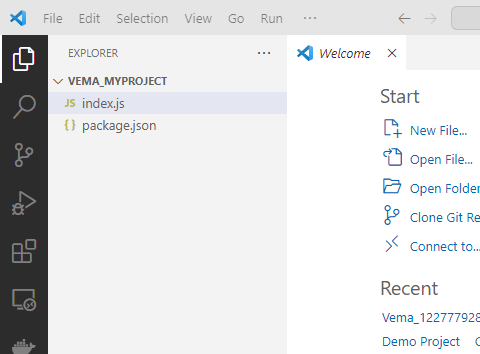 File Edit Selection View Go Run ...
EXPLORER ...
Welcome
VEMA_MYPROJECT
JS index.js
{} package.json
Start
New File...
Open File...
Open Folder
Clone Git Re
Connect to...
Recent
Vema_122777928
Demo Project